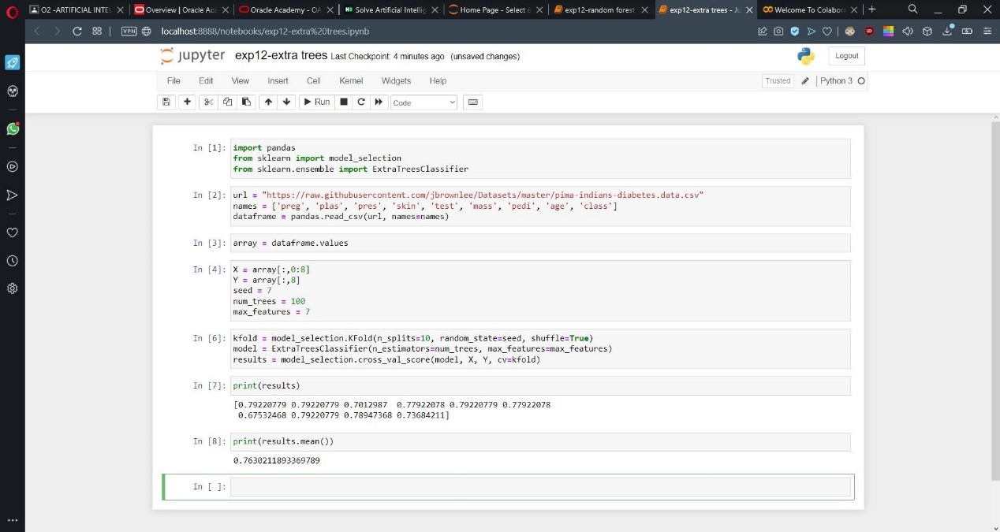 O2 -ARTIFICIAL INTEL
Overview | Oracle Aca
Oracle Academy - OA
Solve Artificial Intellig
Home Page - Select o
exp12-random forest
exp12-extra trees - Ju
Welcome To Colabora
VPN
localhost:8888/notebooks/exp12-extra%20trees.ipynb
jupyter exp12-extra trees Last Checkpoint: 4 minutes ago (unsaved changes)
Logout
File Edit View Insert Cell Kernel Widgets Help
Trusted
Python 3
Run
Code
In [1]: import pandas
from sklearn import model_selection
from sklearn.ensemble import ExtraTreesClassifier
In [2]: url = "https://raw.githubusercontent.com/jbrownlee/Datasets/master/pima-indians-diabetes.data.csv"
names = ['preg', 'plas', 'pres', 'skin', 'test', 'mass', 'pedi', 'age', 'class']
dataframe = pandas.read_csv(url, names=names)
In [3]: array = dataframe.values
In [4]: X = array[:,0:8]
Y = array[:,8]
seed = 7
num_trees = 100
max_features = 7
In [6]: kfold = model_selection.KFold(n_splits=10, random_state=seed, shuffle=True)
model = ExtraTreesClassifier(n_estimators=num_trees, max_features=max_features)
results = model_selection.cross_val_score(model, X, Y, cv=kfold)
In [7]: print(results)
[0.79220779 0.79220779 0.7012987  0.77922078 0.79220779 0.77922078
0.67532468 0.79220779 0.78947368 0.73684211]
In [8]: print(results.mean())
0.7630211893369789
In [ ]: